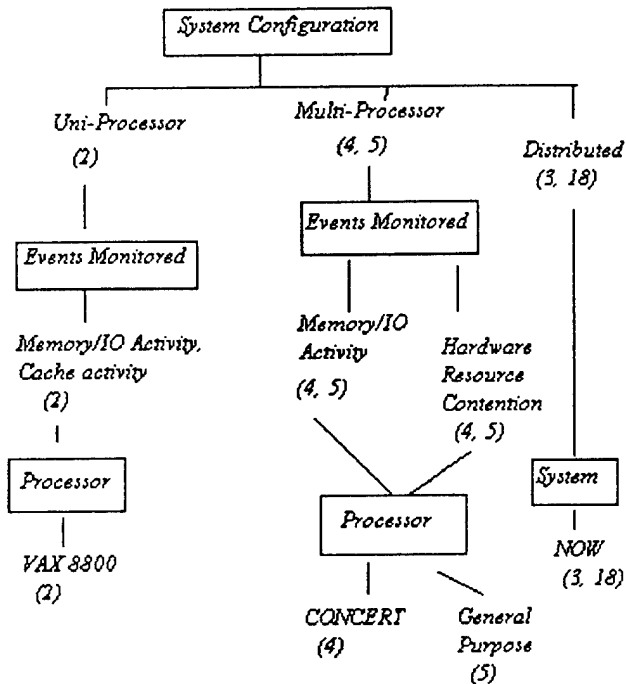 System Configuration
Uni-Processor
(2)
Multi-Processor
(4, 5)
Distributed
(3, 18)
Events Monitored
Events Monitored
Memory/IO Activity,
Cache activity
(2)
Memory/IO
Activity
(4, 5)
Hardware
Resource
Contention
(4, 5)
Processor
System
Processor
VAX 8800
(2)
NOW
(3, 18)
CONCERT
(4)
General
Purpose
(5)